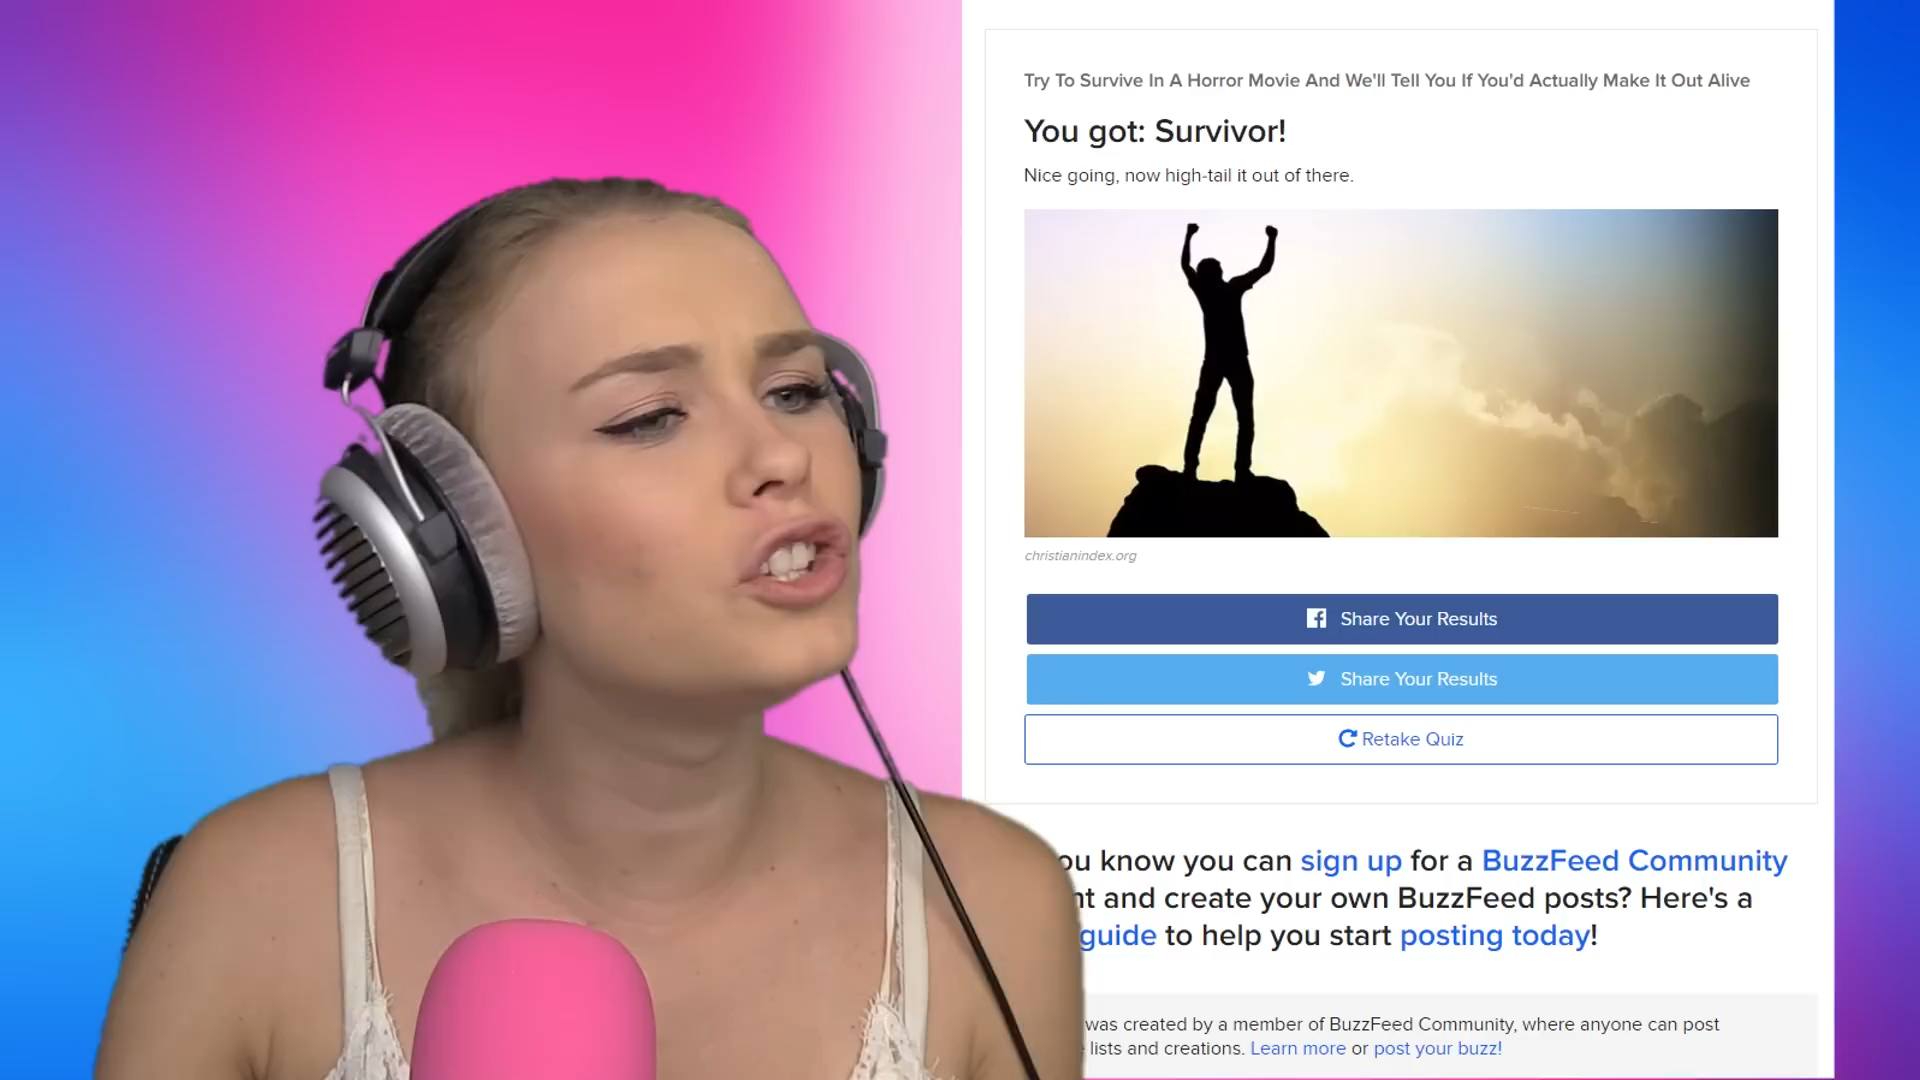 Try To Survive In A Horror Movie And We'll Tell You If You'd Actually Make It Out Alive
You got: Survivor!
Nice going, now high-tail it out of there.
christianindex.org
Share Your Results
Share Your Results
Retake Quiz
you can sign up for a BuzzFeed Community
and create your own BuzzFeed posts? Here's a
guide to help you start posting today!
was created by a member of BuzzFeed Community, where anyone can post
lists and creations. Learn more or post your buzz!